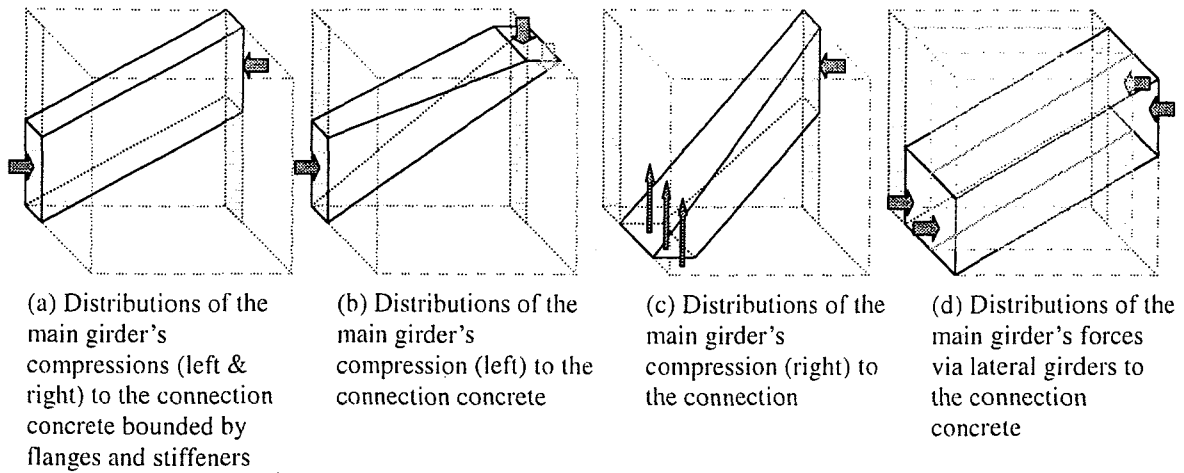 (a) Distributions of the
main girder's
compressions (left &
right) to the connection
concrete bounded by
flanges and stiffeners
(b) Distributions of the
main girder's
compression (left) to the
connection concrete
(c) Distributions of the
main girder's
compression (right) to
the connection
(d) Distributions of the
main girder's forces
via lateral girders to
the connection
concrete